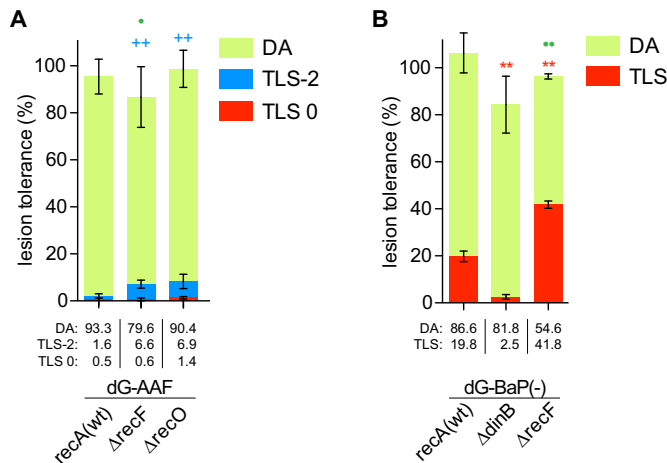 A
lesion tolerance (%)
100
80
60
40
20
0
++
++
DA
TLS-2
TLS 0
DA: 93.3 79.6 90.4
TLS-2: 1.6 6.6 6.9
TLS 0: 0.5 0.6 1.4
dG-AAF
recA(wt)
ΔrecF
ΔrecO
B
lesion tolerance (%)
100
80
60
40
20
0
**
**
DA
TLS
DA: 86.6 81.8 54.6
TLS: 19.8 2.5 41.8
dG-BaP(-)
recA(wt)
ΔdinB
ΔrecF